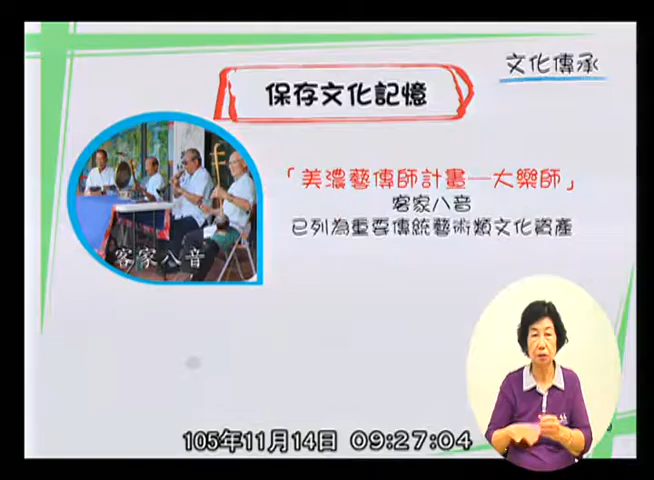 文化傳承
保存文化記憶
「美濃藝傳師計畫—大樂師」
客家八音
已列為重要傳統藝術類文化資產
客家八音
105年11月14日 09:27:04